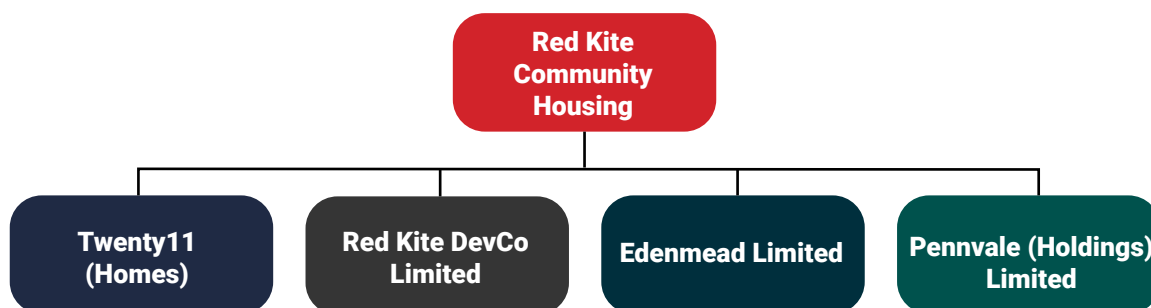 Red Kite
Community
Housing
Twenty11
(Homes)
Red Kite DevCo
Limited
Edenmead Limited
Pennvale (Holdings)
Limited